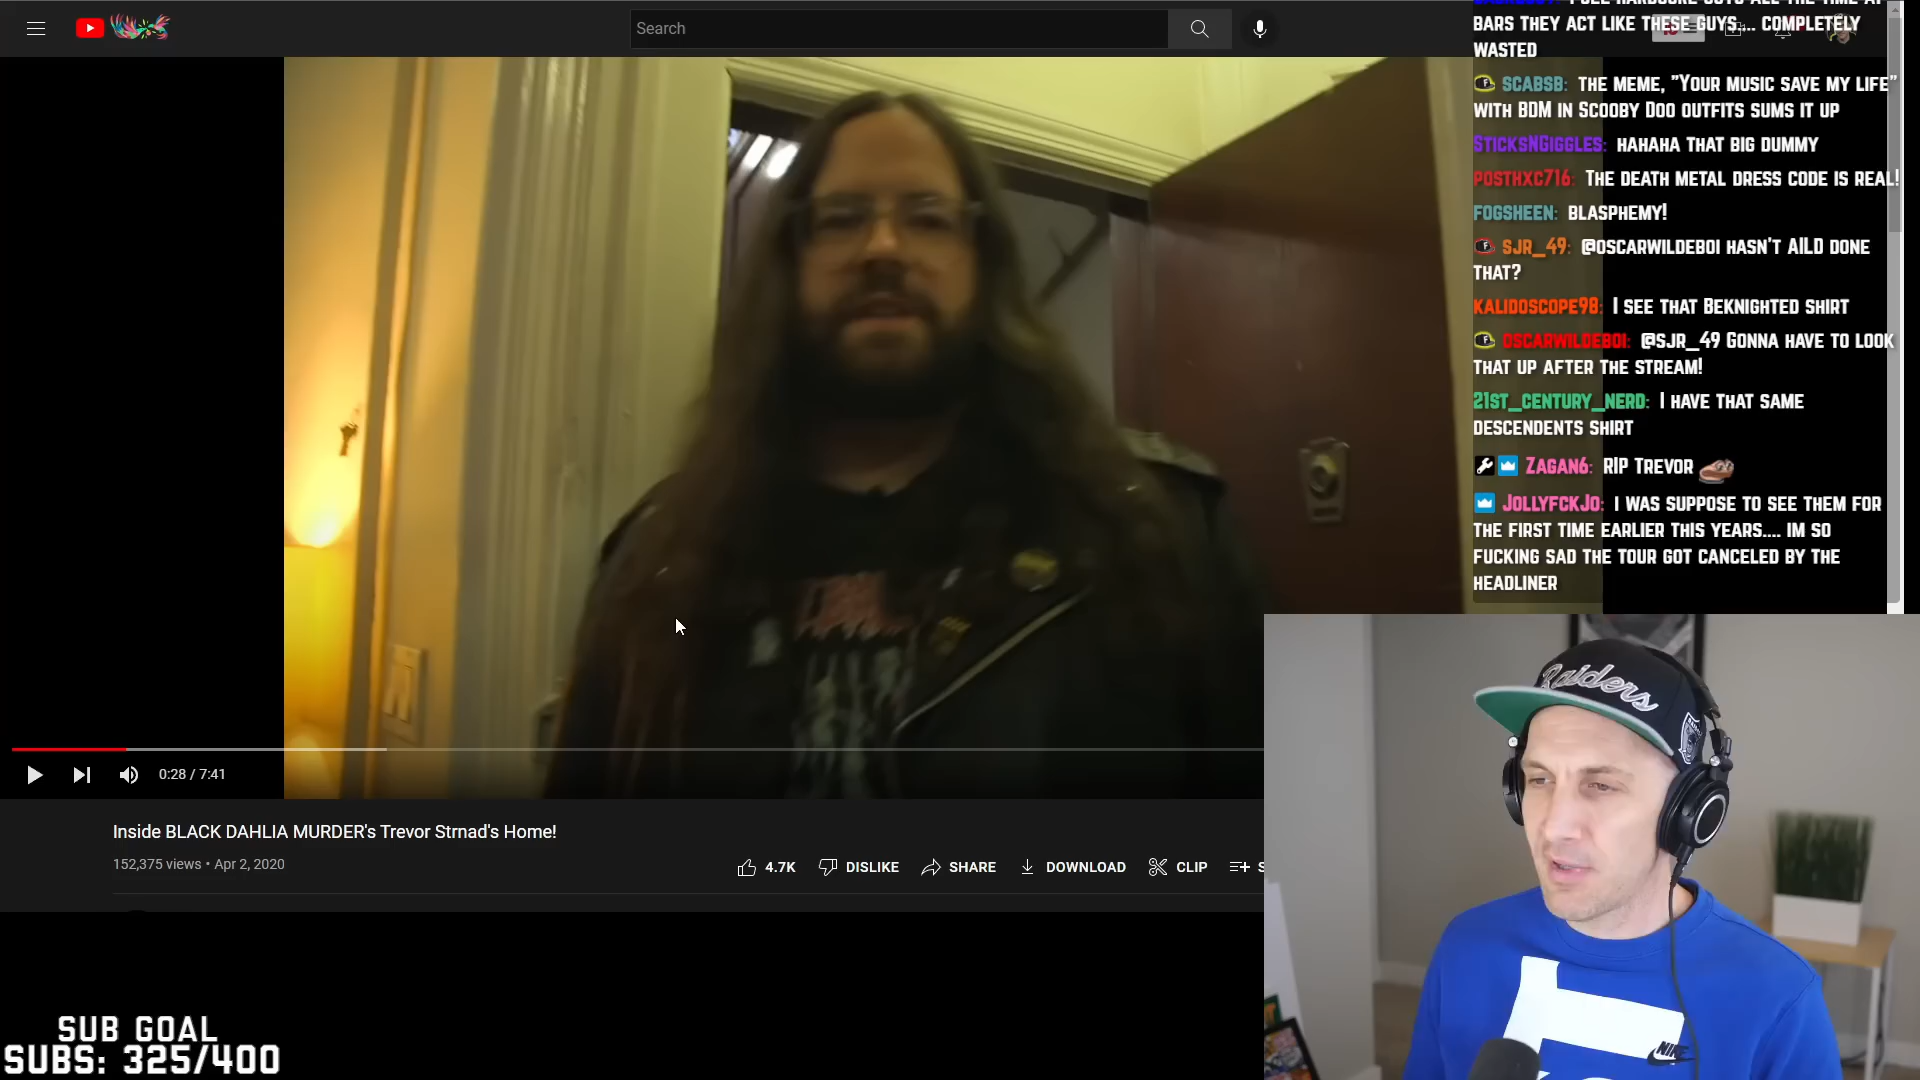 Search
BARS THEY ACT LIKE THESE GUYS.... COMPLETELY
WASTED
SCABSB: THE MEME, "YOUR MUSIC SAVE MY LIFE"
WITH BDM IN SCOOBY DOO OUTFITS SUMS IT UP
STICKSNGIGGLES: HAHAHA THAT BIG DUMMY
POSTHXC716: THE DEATH METAL DRESS CODE IS REAL!
FOGSHEEN: BLASPHEMY!
SJR_49: @OSCARWILDEBOI HASN'T AILD DONE
THAT?
KALIDOSCOPE98: I SEE THAT BEKNIGHTED SHIRT
OSCARWILDEBOI: @SJR_49 GONNA HAVE TO LOOK
THAT UP AFTER THE STREAM!
21ST_CENTURY_NERD: I HAVE THAT SAME
DESCENDENTS SHIRT
ZAGAN6: RIP TREVOR
JOLLYFCKJO: I WAS SUPPOSE TO SEE THEM FOR
THE FIRST TIME EARLIER THIS YEARS.... IM SO
FUCKING SAD THE TOUR GOT CANCELED BY THE
HEADLINER
Raiders
0:28 / 7:41
Inside BLACK DAHLIA MURDER's Trevor Strnad's Home!
152,375 views • Apr 2, 2020
4.7K DISLIKE SHARE DOWNLOAD CLIP
NIKE
SUB GOAL
SUBS: 325/400